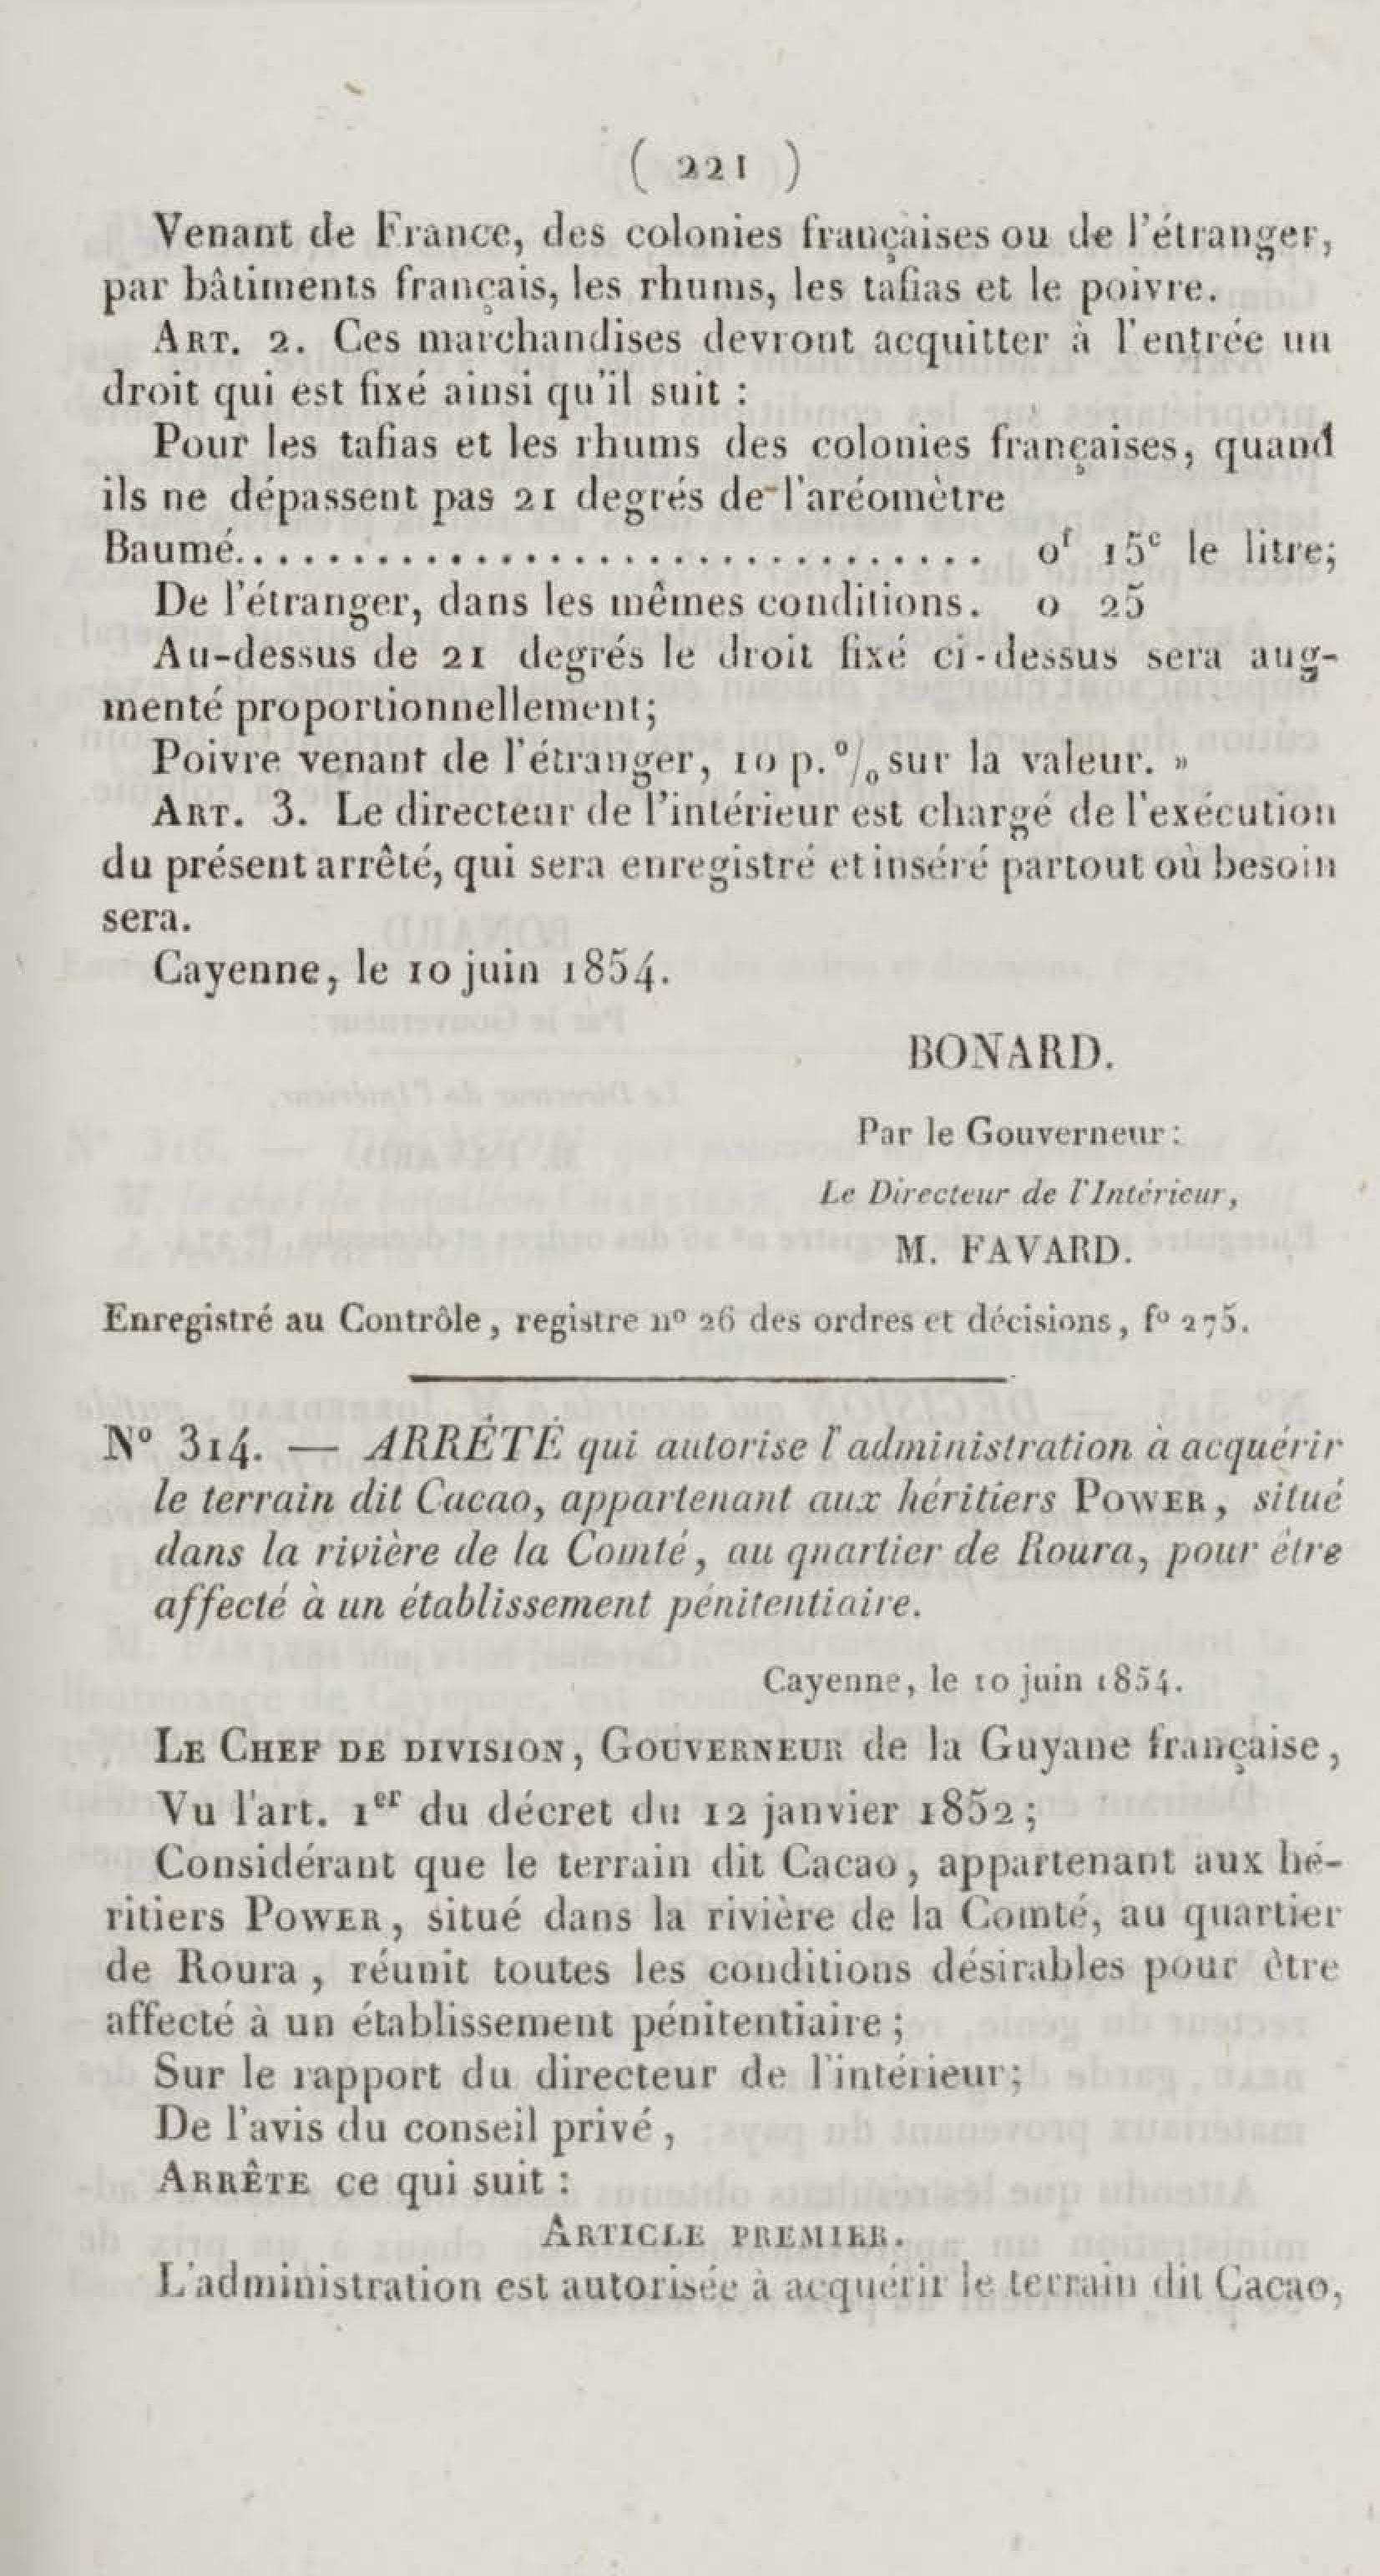 ( 221 )
Venant de France, des colonies françaises ou de l'étranger,
par bâtiments français, les rhums, les tafias et le poivre.
ART. 2. Ces marchandises devront acquitter à l'entrée un
droit qui est fixé ainsi qu'il suit :
Pour les tafias et les rhums des colonies françaises, quand
ils ne dépassent pas 21 degrés de l'aréomètre
Baumé.............................. 0f 15c le litre;
De l'étranger, dans les mêmes conditions. 0 25
Au-dessus de 21 degrés le droit fixé ci-dessus sera aug-
menté proportionnellement;
Poivre venant de l'étranger, 10 p. % sur la valeur. »
ART. 3. Le directeur de l'intérieur est chargé de l'exécution
du présent arrêté, qui sera enregistré et inséré partout où besoin
sera.
Cayenne, le 10 juin 1854.
BONARD.
Par le Gouverneur :
Le Directeur de l'Intérieur,
M. FAVARD.
Enregistré au Contrôle, registre nº 26 des ordres et décisions, fº 275.
Nº 314. — ARRÊTÉ qui autorise l'administration à acquérir
le terrain dit Cacao, appartenant aux héritiers POWER, situé
dans la rivière de la Comté, au quartier de Roura, pour être
affecté à un établissement pénitentiaire.
Cayenne, le 10 juin 1854.
LE CHEF DE DIVISION, GOUVERNEUR de la Guyane française,
Vu l'art. 1er du décret du 12 janvier 1852;
Considérant que le terrain dit Cacao, appartenant aux hé-
ritiers POWER, situé dans la rivière de la Comté, au quartier
de Roura, réunit toutes les conditions désirables pour être
affecté à un établissement pénitentiaire;
Sur le rapport du directeur de l'intérieur;
De l'avis du conseil privé,
ARRÊTE ce qui suit :
ARTICLE PREMIER.
L'administration est autorisée à acquérir le terrain dit Cacao,